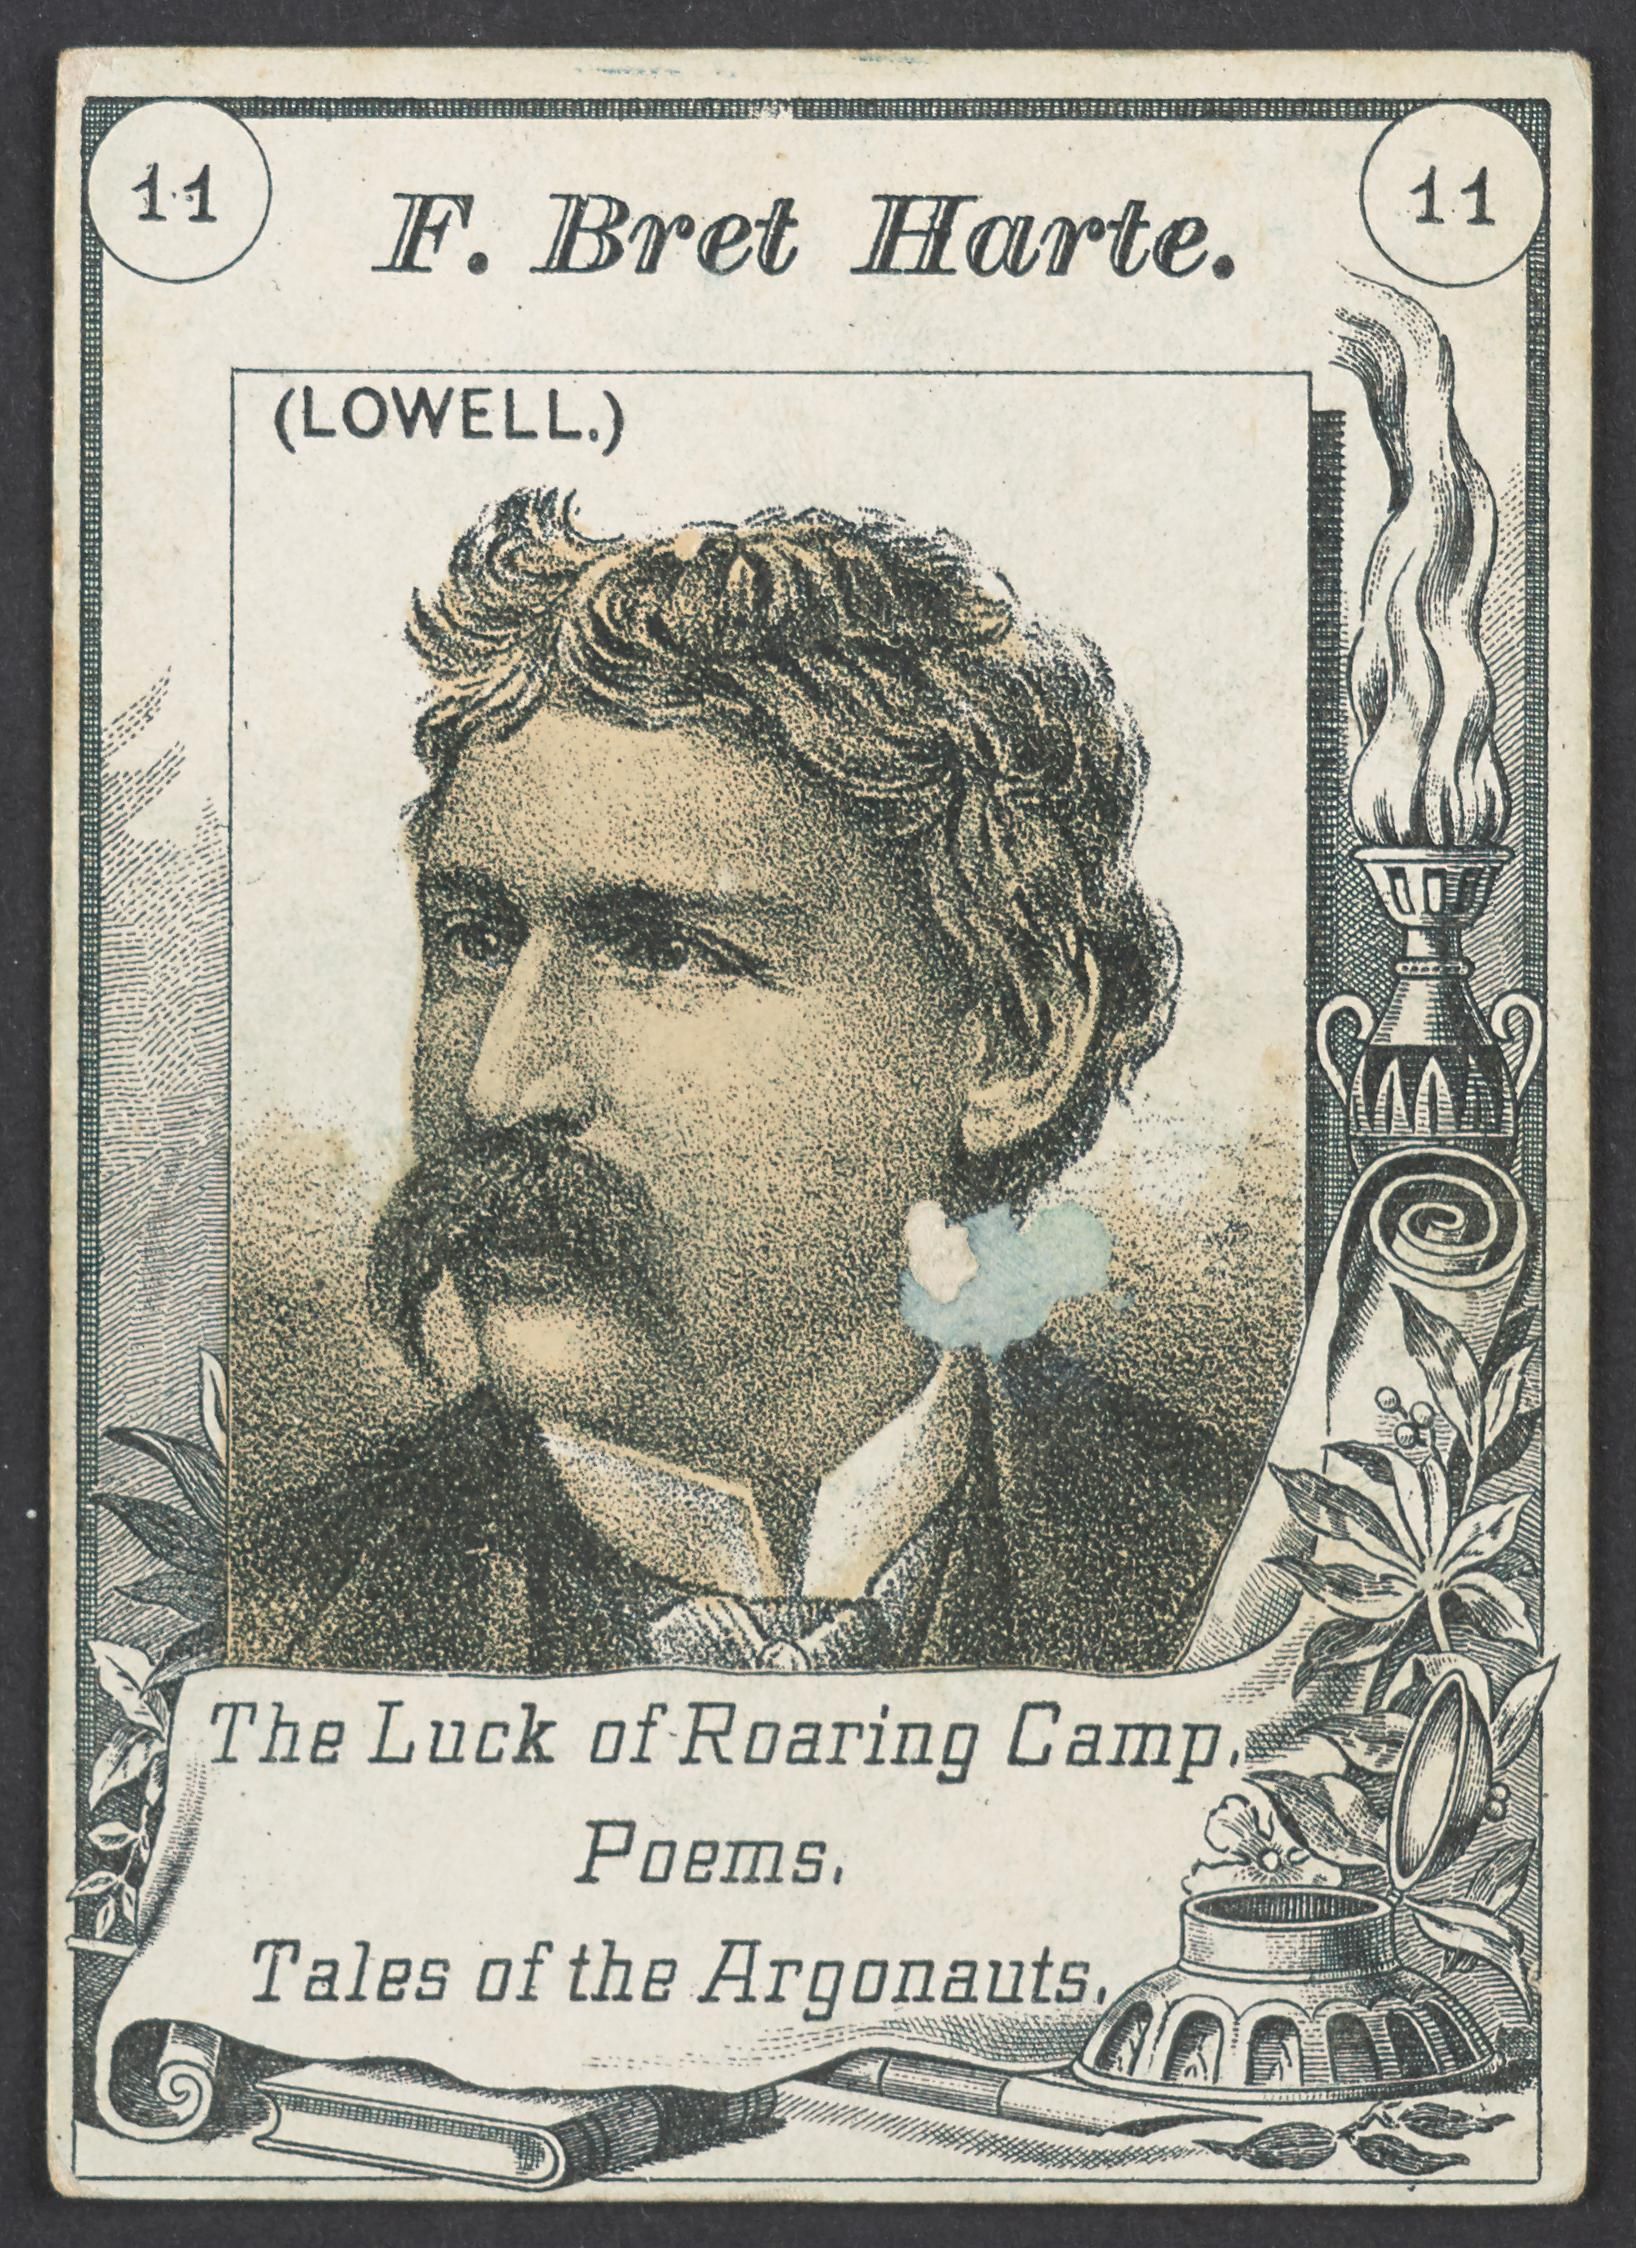 11
F. Bret Harte.
11
(LOWELL.)
The Luck of Roaring Camp.
Poems.
Tales of the Argonauts.